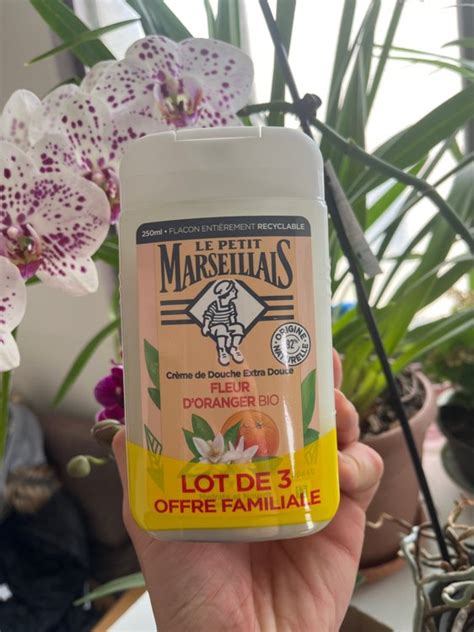 250ml • FLACON ENTIÈREMENT RECYCLABLE
LE PETIT
MARSEILLAIS
ORIGINE
92%
NATURELLE
Crème de Douche Extra Douce
FLEUR
D'ORANGER BIO
LOT DE 3
OFFRE FAMILIALE